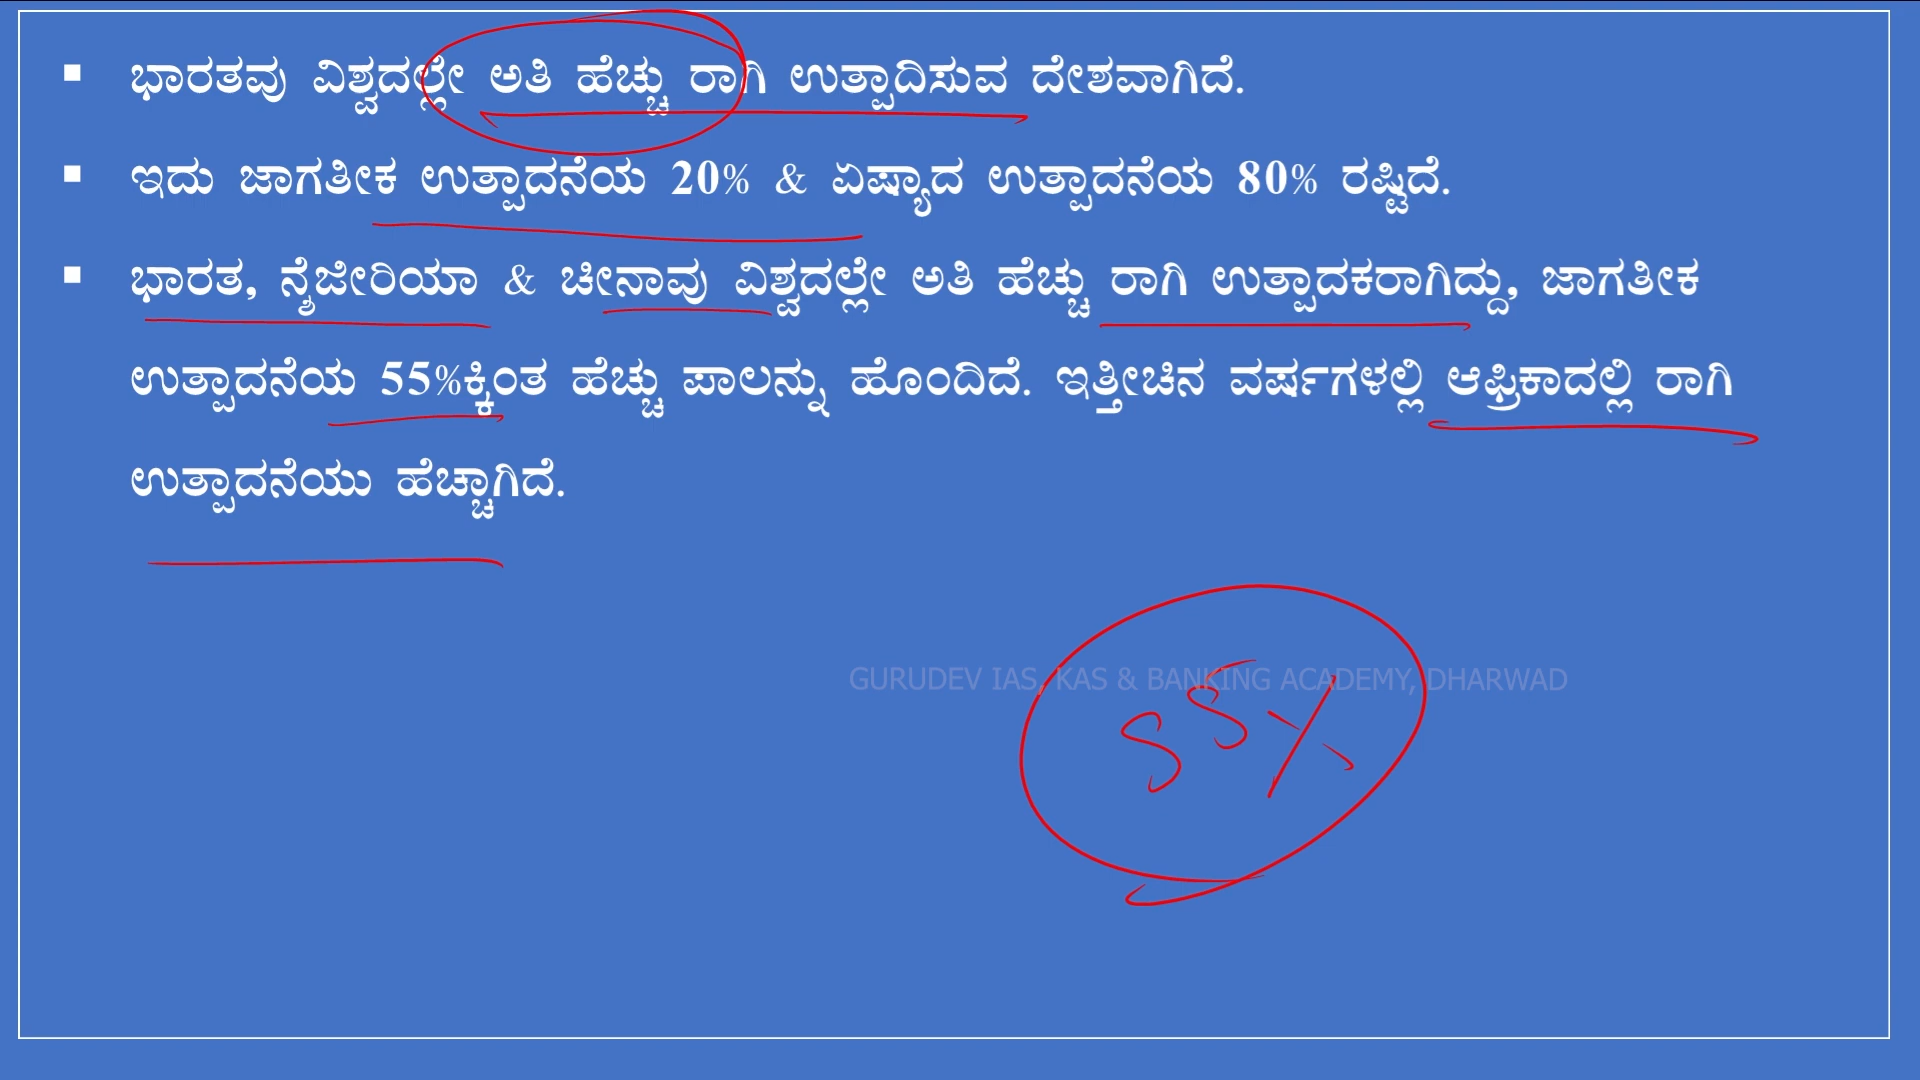 ▪ ಭಾರತವು ವಿಶ್ವದಲ್ಲೇ ಅತಿ ಹೆಚ್ಚು ರಾಗಿ ಉತ್ಪಾದಿಸುವ ದೇಶವಾಗಿದೆ.
▪ ಇದು ಜಾಗತೀಕ ಉತ್ಪಾದನೆಯ 20% & ಏಷ್ಯಾದ ಉತ್ಪಾದನೆಯ 80% ರಷ್ಟಿದೆ.
▪ ಭಾರತ, ನೈಜೀರಿಯಾ & ಚೀನಾವು ವಿಶ್ವದಲ್ಲೇ ಅತಿ ಹೆಚ್ಚು ರಾಗಿ ಉತ್ಪಾದಕರಾಗಿದ್ದು, ಜಾಗತೀಕ
ಉತ್ಪಾದನೆಯ 55%ಕ್ಕಿಂತ ಹೆಚ್ಚು ಪಾಲನ್ನು ಹೊಂದಿದೆ. ಇತ್ತೀಚಿನ ವರ್ಷಗಳಲ್ಲಿ ಆಫ್ರಿಕಾದಲ್ಲಿ ರಾಗಿ
ಉತ್ಪಾದನೆಯು ಹೆಚ್ಚಾಗಿದೆ.
GURUDEV IAS, KAS & BANKING ACADEMY, DHARWAD
55%